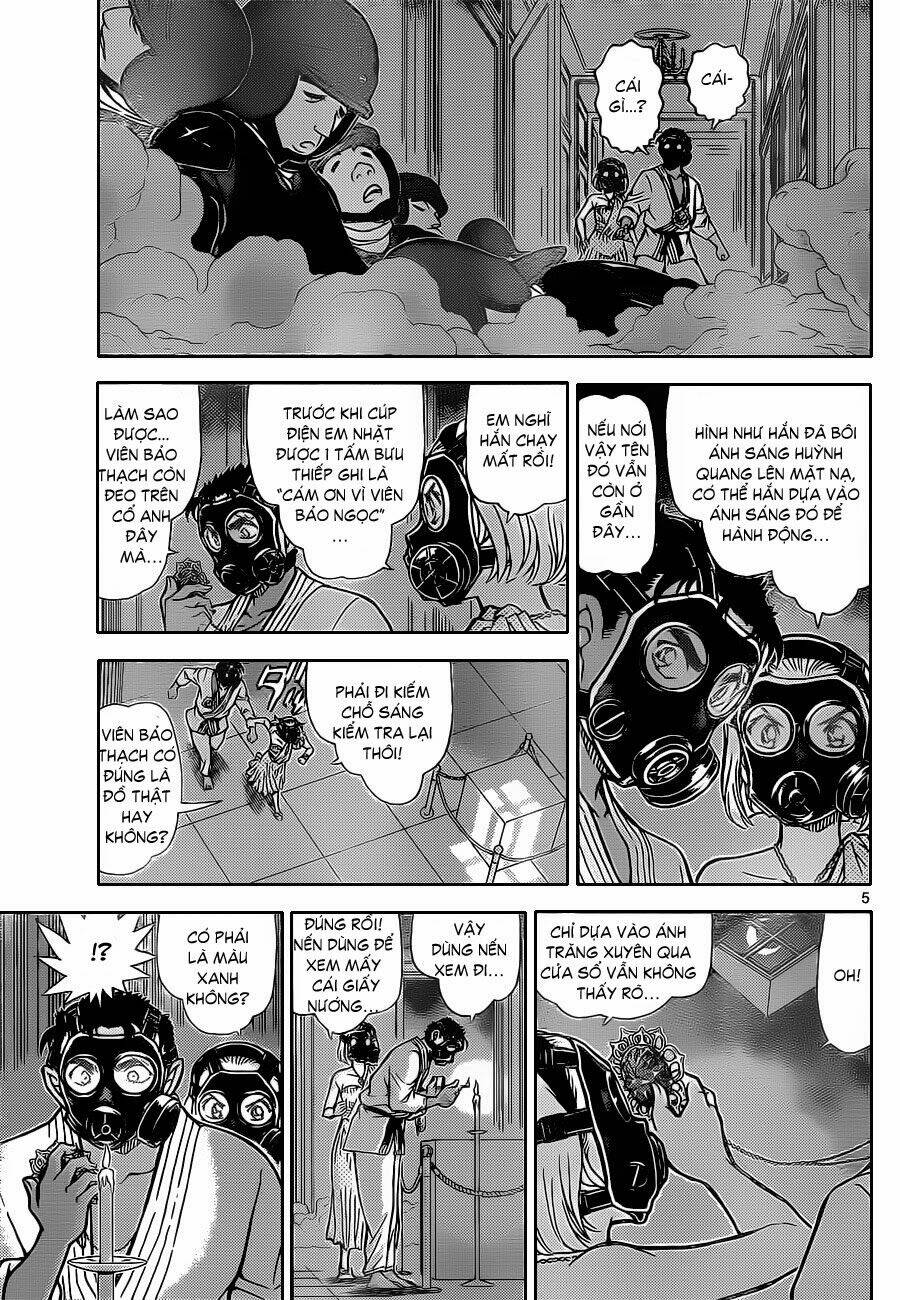 CÁI-
CÁI
GÌ...?
HÌNH NHƯ HẮN ĐÃ BÔI
ÁNH SÁNG HUỲNH
QUANG LÊN MẶT NẠ,
CÓ THỂ HẮN DỰA VÀO
ÁNH SÁNG ĐÓ ĐỂ
HÀNH ĐỘNG...
NẾU NÓI
VẬY TÊN
ĐÓ VẪN
CÒN Ở
GẦN
ĐÂY...
EM NGHĨ
HẮN CHẠY
MẤT RỒI!
TRƯỚC KHI CÚP
ĐIỆN EM NHẶT
ĐƯỢC 1 TẤM BƯU
THIẾP GHI LÀ
"CÁM ƠN VÌ VIÊN
BẢO NGỌC"
...
LÀM SAO
ĐƯỢC...
VIÊN BẢO
THẠCH CÒN
ĐEO TRÊN
CỔ ANH
ĐÂY
MÀ...
PHẢI ĐI KIẾM
CHỖ SÁNG
KIỂM TRA LẠI
THÔI!
VIÊN BẢO
THẠCH CÓ
ĐÚNG LÀ
ĐỒ THẬT
HAY
KHÔNG?
5
OH!
CHỈ DỰA VÀO ÁNH
TRĂNG XUYÊN QUA
CỬA SỔ VẪN KHÔNG
THẤY RÕ...
VẬY
DÙNG NẾN
XEM ĐI...
ĐÚNG RỒI!
NẾN DÙNG ĐỂ
XEM MẤY
CÁI GIẤY
NƯỚNG...
CÓ PHẢI
LÀ MÀU
XANH
KHÔNG?
!?